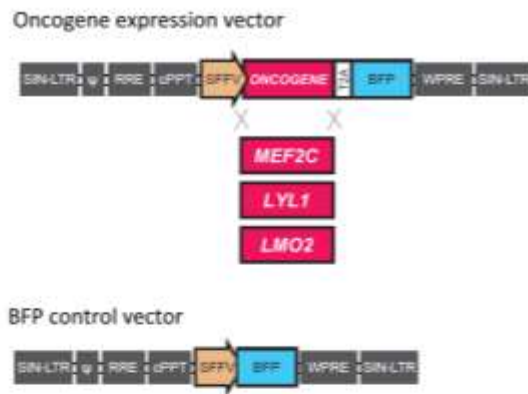 Oncogene expression vector
SIN-LTR ψ RRE cPPT SFFV ONCOGENE T2A BFP WPRE SIN-LTR
MEF2C
LYL1
LMO2
BFP control vector
SIN-LTR ψ RRE cPPT SFFV BFP WPRE SIN-LTR